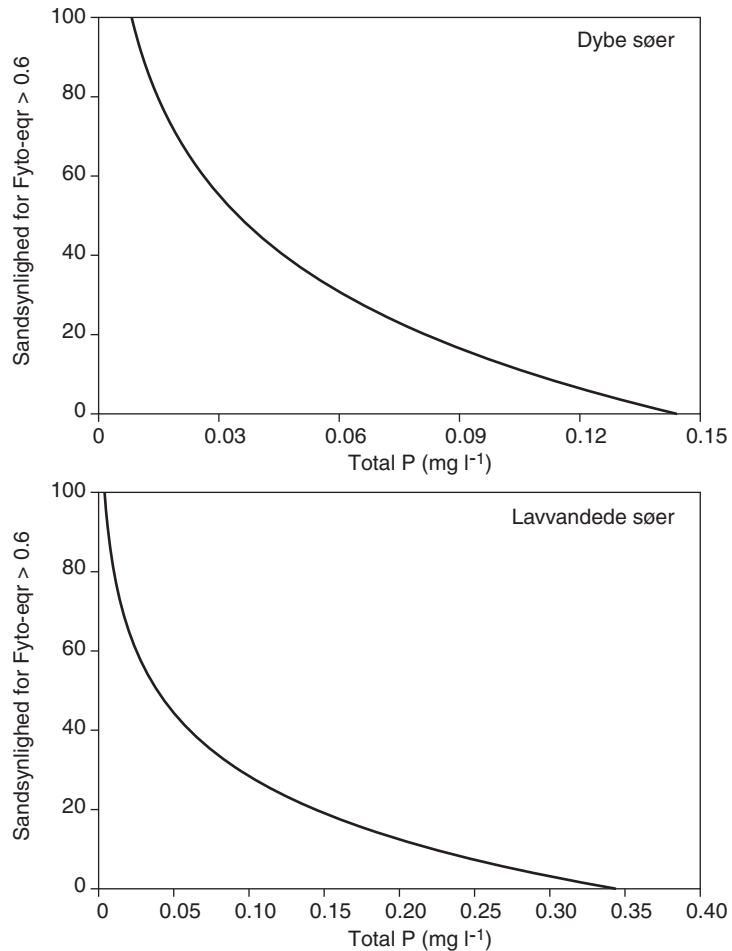 Dybe søer
Sandsynlighed for Fyto-eqr > 0.6
100
80
60
40
20
0
0 0.03 0.06 0.09 0.12 0.15
Total P (mg l⁻¹)
Lavvandede søer
Sandsynlighed for Fyto-eqr > 0.6
100
80
60
40
20
0
0 0.05 0.10 0.15 0.20 0.25 0.30 0.35 0.40
Total P (mg l⁻¹)